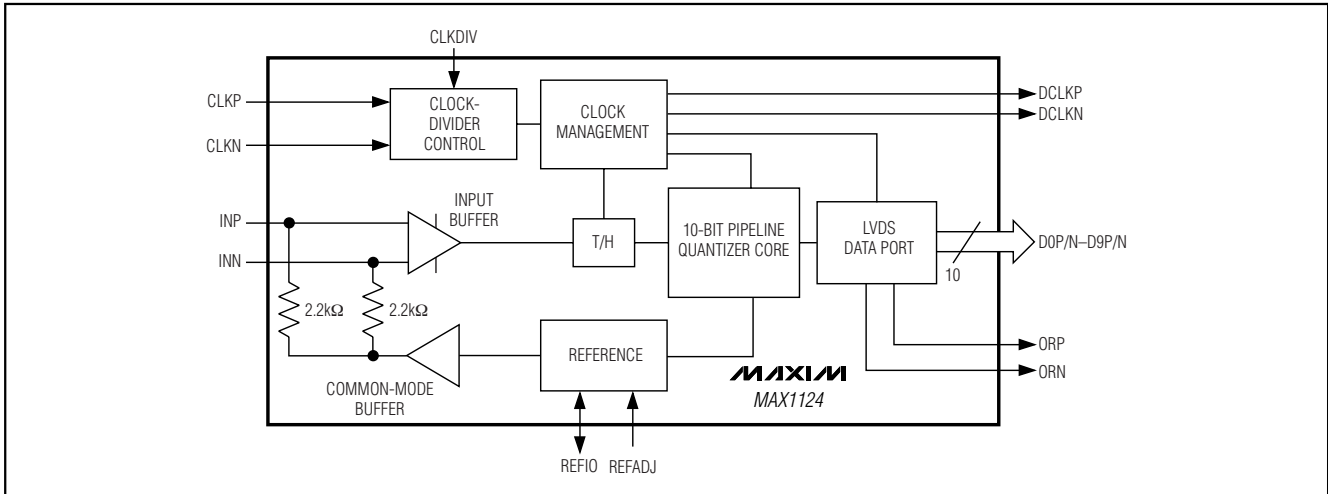 CLKDIV
CLKP
CLKN
CLOCK-
DIVIDER
CONTROL
CLOCK
MANAGEMENT
DCLKP
DCLKN
INP
INN
INPUT
BUFFER
T/H
10-BIT PIPELINE
QUANTIZER CORE
LVDS
DATA PORT
10
D0P/N–D9P/N
2.2kΩ
2.2kΩ
COMMON-MODE
BUFFER
REFERENCE
MAXIM
MAX1124
ORP
ORN
REFIO
REFADJ